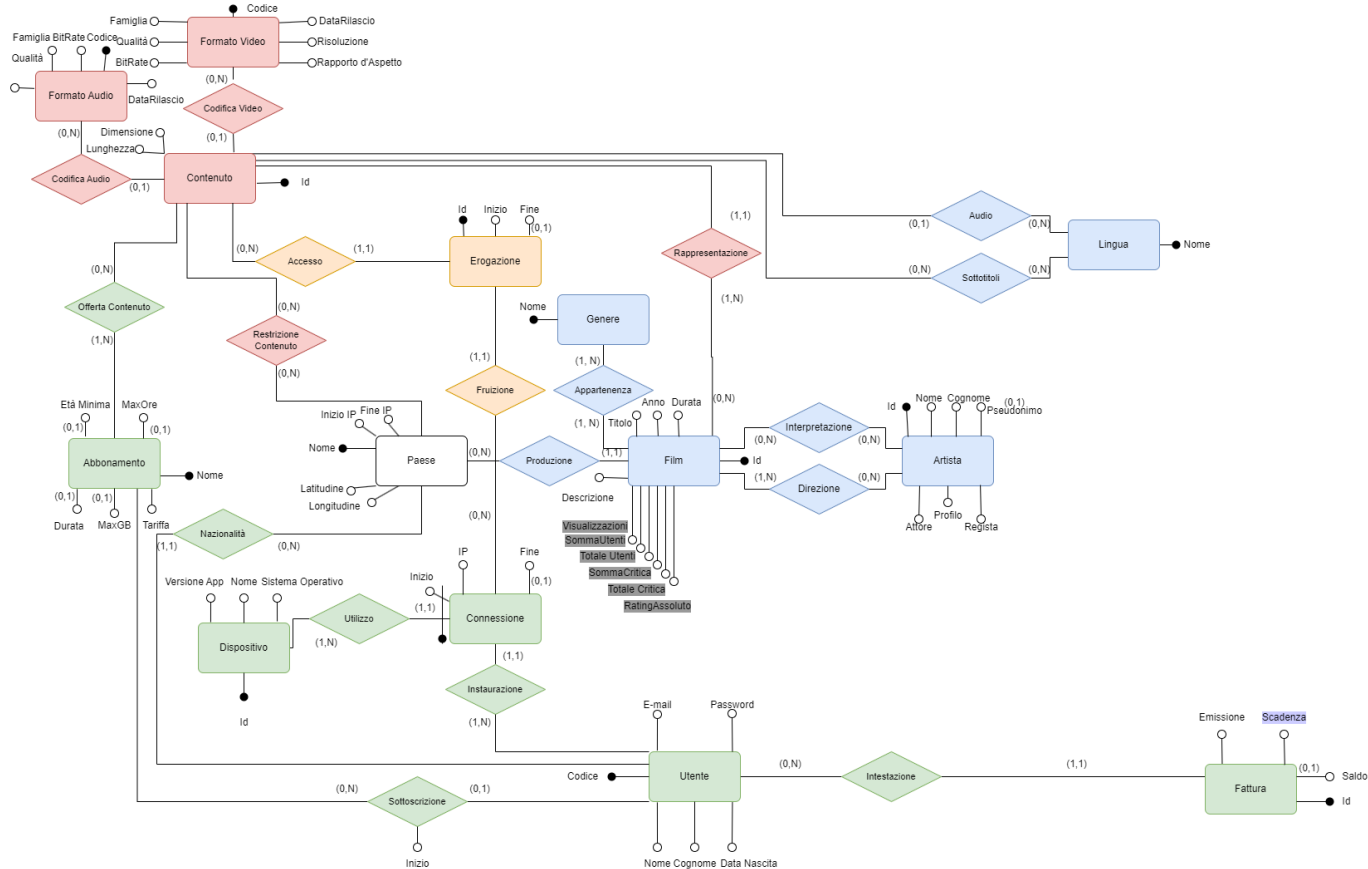 Codice
Famiglia
DataRilascio
Formato Video
Qualità
Risoluzione
BitRate
Rapporto d'Aspetto
Famiglia
BitRate
Codice
Qualità
Formato Audio
DataRilascio
(0,N)
Codifica Video
(0,1)
(0,N)
Dimensione
Lunghezza
Codifica Audio
(0,1)
Contenuto
Id
(0,N)
Accesso
(1,1)
Id
Inizio
Fine
(0,1)
Erogazione
(1,1)
Rappresentazione
(1,N)
(0,1)
Audio
(0,N)
Lingua
Nome
(0,N)
Sottotitoli
(0,N)
(0,N)
Offerta Contenuto
(1,N)
(0,N)
Restrizione
Contenuto
(0,N)
Nome
Genere
(1, N)
Appartenenza
(1, N)
(1,1)
Fruizione
(0,N)
Età Minima
(0,1)
MaxOre
(0,1)
Abbonamento
Nome
(0,1)
Durata
(0,1)
MaxGB
Tariffa
Inizio IP
Fine IP
Nome
Paese
Latitudine
Longitudine
(0,N)
Produzione
(1,1)
Titolo
Anno
Durata
(0,N)
Film
Id
Descrizione
Visualizzazioni
SommaUtenti
Totale Utenti
SommaCritica
Totale Critica
RatingAssoluto
(0,N)
Interpretazione
(0,N)
(1,N)
Direzione
(0,N)
Id
Nome
Cognome
(0,1)
Pseudonimo
Artista
Attore
Profilo
Regista
(1,1)
Nazionalità
(0,N)
(0,N)
Versione App
Nome
Sistema Operativo
Dispositivo
Id
(1,N)
Utilizzo
(1,1)
Inizio
IP
Fine
(0,1)
Connessione
(1,1)
Instaurazione
(1,N)
E-mail
Password
Codice
Utente
Nome
Cognome
Data Nascita
(0,N)
Sottoscrizione
(0,1)
Inizio
(0,N)
Intestazione
(1,1)
Emissione
Scadenza
Fattura
(0,1)
Saldo
Id